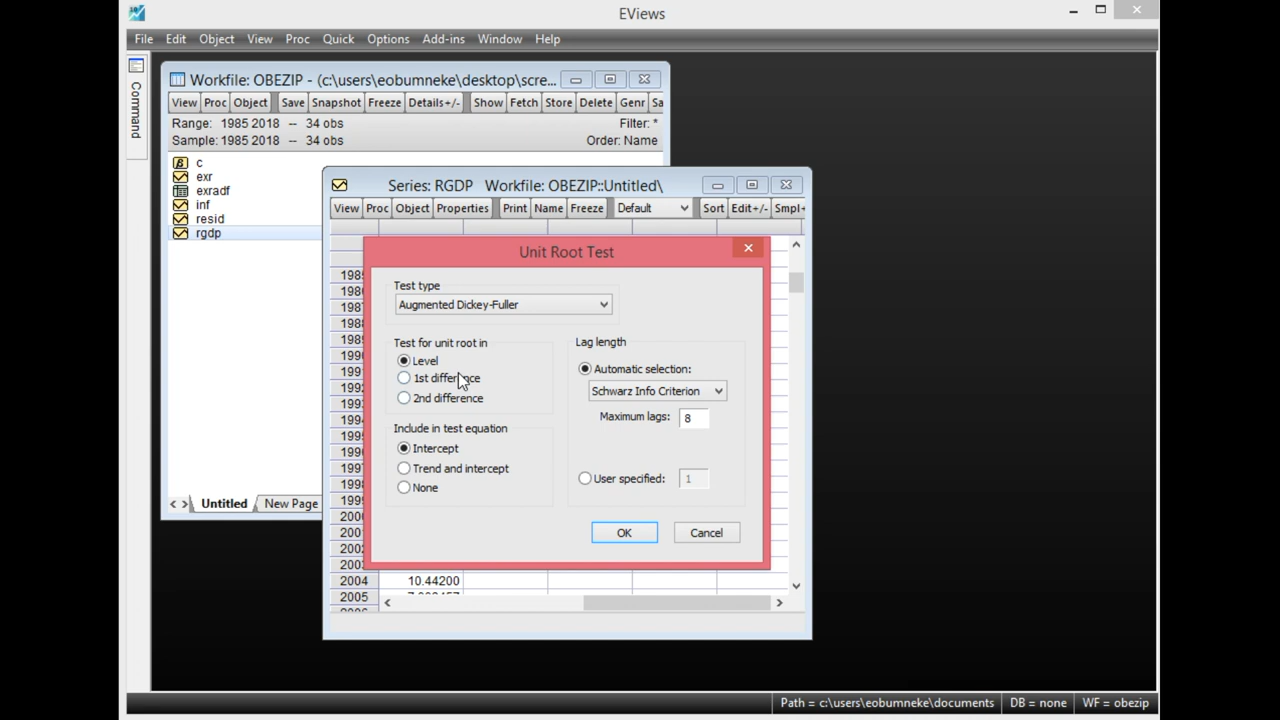 EViews
File Edit Object View Proc Quick Options Add-ins Window Help
Command
Workfile: OBEZIP - (c:\users\eobumneke\desktop\scre...
View Proc Object Save Snapshot Freeze Details+/- Show Fetch Store Delete Genr Sa
Range: 1985 2018 -- 34 obs Filter: *
Sample: 1985 2018 -- 34 obs Order: Name
c
exr
exradf
inf
resid
rgdp
Untitled New Page
Series: RGDP Workfile: OBEZIP::Untitled\
View Proc Object Properties Print Name Freeze Default Sort Edit+/- Smpl+
Unit Root Test
Test type
Augmented Dickey-Fuller
Test for unit root in
Level
1st difference
2nd difference
Include in test equation
Intercept
Trend and intercept
None
Lag length
Automatic selection:
Schwarz Info Criterion
Maximum lags: 8
User specified: 1
OK Cancel
2004 10.44200
2005
Path = c:\users\eobumneke\documents DB = none WF = obezip